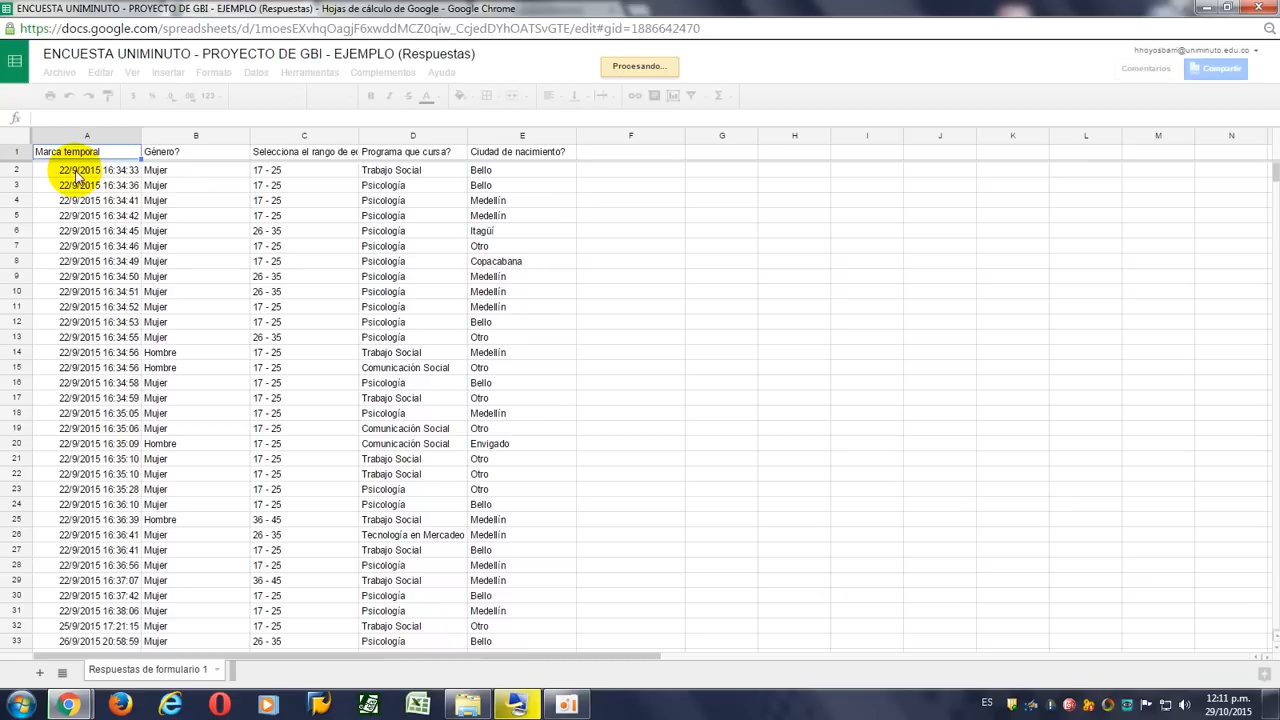 ENCUESTA UNIMINUTO - PROYECTO DE GBI - EJEMPLO (Respuestas) - Hojas de cálculo de Google - Google Chrome
https://docs.google.com/spreadsheets/d/1moesEXvhqOagjF6xwddMCZ0qiw_CcjedDYhOATSvGTE/edit#gid=1886642470
ENCUESTA UNIMINUTO - PROYECTO DE GBI - EJEMPLO (Respuestas)
hhoyosbarri@uniminuto.edu.co
Procesando...
Archivo Editar Ver Insertar Formato Datos Herramientas Complementos Ayuda
Comentarios Compartir
$ % .0 .00 123 B I S A Σ
fx
A B C D E F G H I J K L M N
1 Marca temporal Género? Selecciona el rango de ec Programa que cursa? Ciudad de nacimiento?
2 22/9/2015 16:34:33 Mujer 17 - 25 Trabajo Social Bello
3 22/9/2015 16:34:36 Mujer 17 - 25 Psicología Bello
4 22/9/2015 16:34:41 Mujer 17 - 25 Psicología Medellín
5 22/9/2015 16:34:42 Mujer 17 - 25 Psicología Medellín
6 22/9/2015 16:34:45 Mujer 26 - 35 Psicología Itagüí
7 22/9/2015 16:34:46 Mujer 17 - 25 Psicología Otro
8 22/9/2015 16:34:49 Mujer 17 - 25 Psicología Copacabana
9 22/9/2015 16:34:50 Mujer 26 - 35 Psicología Medellín
10 22/9/2015 16:34:51 Mujer 26 - 35 Psicología Medellín
11 22/9/2015 16:34:52 Mujer 17 - 25 Psicología Medellín
12 22/9/2015 16:34:53 Mujer 17 - 25 Psicología Bello
13 22/9/2015 16:34:55 Mujer 26 - 35 Psicología Otro
14 22/9/2015 16:34:56 Hombre 17 - 25 Trabajo Social Medellín
15 22/9/2015 16:34:56 Hombre 17 - 25 Comunicación Social Otro
16 22/9/2015 16:34:58 Mujer 17 - 25 Psicología Bello
17 22/9/2015 16:34:59 Mujer 17 - 25 Trabajo Social Otro
18 22/9/2015 16:35:05 Mujer 17 - 25 Psicología Medellín
19 22/9/2015 16:35:06 Mujer 17 - 25 Comunicación Social Otro
20 22/9/2015 16:35:09 Hombre 17 - 25 Comunicación Social Envigado
21 22/9/2015 16:35:10 Mujer 17 - 25 Trabajo Social Otro
22 22/9/2015 16:35:10 Mujer 17 - 25 Trabajo Social Otro
23 22/9/2015 16:35:28 Mujer 17 - 25 Psicología Otro
24 22/9/2015 16:36:10 Mujer 17 - 25 Psicología Bello
25 22/9/2015 16:36:39 Hombre 36 - 45 Trabajo Social Medellín
26 22/9/2015 16:36:41 Mujer 26 - 35 Tecnología en Mercadeo Medellín
27 22/9/2015 16:36:41 Mujer 17 - 25 Trabajo Social Bello
28 22/9/2015 16:36:56 Mujer 17 - 25 Psicología Medellín
29 22/9/2015 16:37:07 Mujer 36 - 45 Trabajo Social Medellín
30 22/9/2015 16:37:42 Mujer 17 - 25 Psicología Bello
31 22/9/2015 16:38:06 Mujer 17 - 25 Psicología Medellín
32 25/9/2015 17:21:15 Mujer 17 - 25 Trabajo Social Otro
33 26/9/2015 20:58:59 Mujer 26 - 35 Psicología Bello
Respuestas de formulario 1
ES
12:11 p.m.
29/10/2015